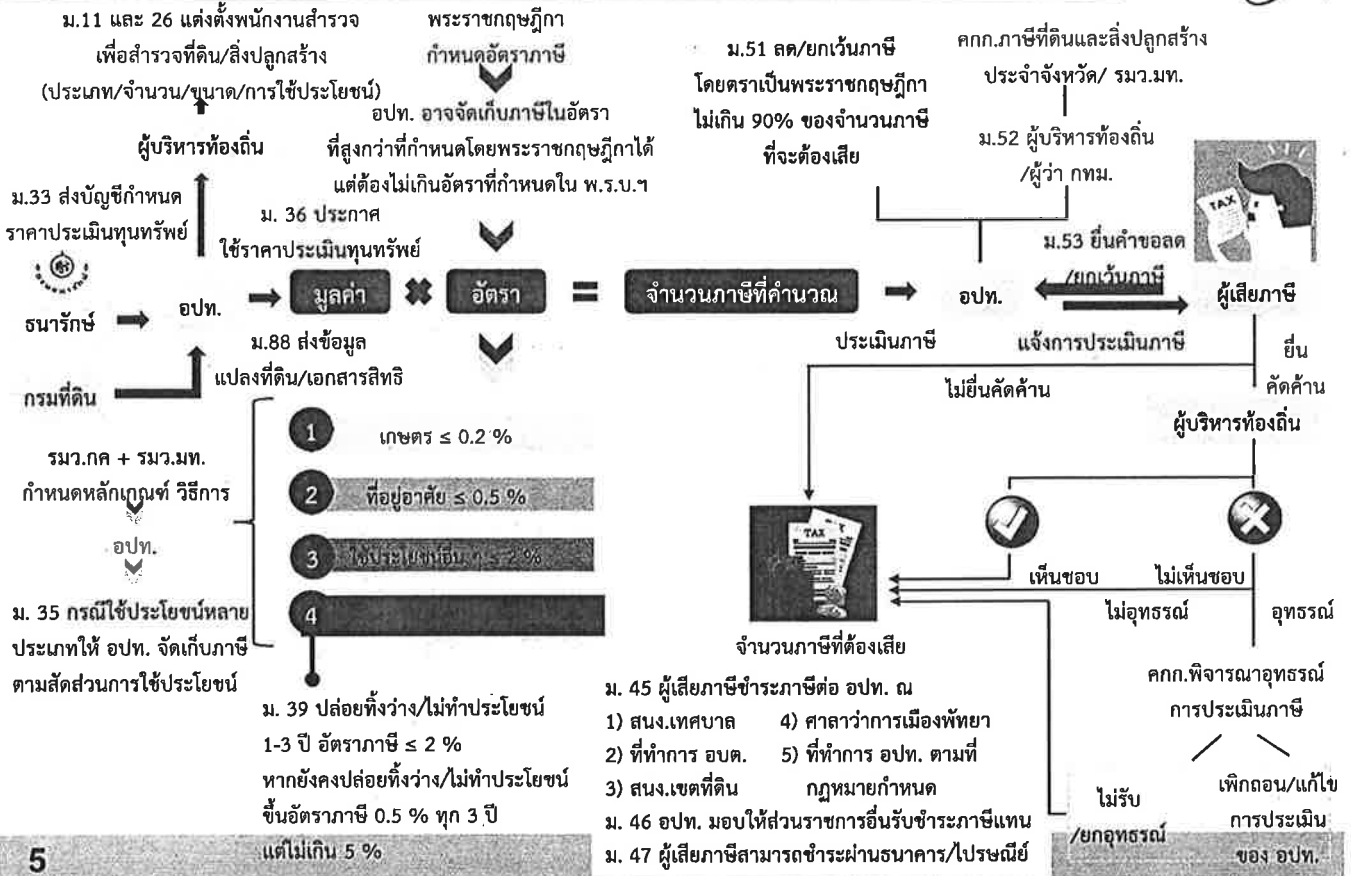 ม.11 และ 26 แต่งตั้งพนักงานสำรวจ
เพื่อสำรวจที่ดิน/สิ่งปลูกสร้าง
(ประเภท/จำนวน/ขนาด/การใช้ประโยชน์)
ผู้บริหารท้องถิ่น
ม.33 ส่งบัญชีกำหนด
ราคาประเมินทุนทรัพย์
ธนารักษ์
อปท.
กรมที่ดิน
พระราชกฤษฎีกา
กำหนดอัตราภาษี
อปท. อาจจัดเก็บภาษีในอัตรา
ที่สูงกว่าที่กำหนดโดยพระราชกฤษฎีกาได้
แต่ต้องไม่เกินอัตราที่กำหนดใน พ.ร.บ.ฯ
ม. 36 ประกาศ
ใช้ราคาประเมินทุนทรัพย์
มูลค่า
อัตรา
=
จำนวนภาษีที่คำนวณ
ม.88 ส่งข้อมูล
แปลงที่ดิน/เอกสารสิทธิ
ม.51 ลด/ยกเว้นภาษี
โดยตราเป็นพระราชกฤษฎีกา
ไม่เกิน 90% ของจำนวนภาษี
ที่จะต้องเสีย
คกก.ภาษีที่ดินและสิ่งปลูกสร้าง
ประจำจังหวัด/ รมว.มท.
ม.52 ผู้บริหารท้องถิ่น
/ผู้ว่า กทม.
TAX
ม.53 ยื่นคำขอลด
/ยกเว้นภาษี
อปท.
ผู้เสียภาษี
ประเมินภาษี
แจ้งการประเมินภาษี
ยื่น
คัดค้าน
ไม่ยื่นคัดค้าน
ผู้บริหารท้องถิ่น
รมว.กค + รมว.มท.
กำหนดหลักเกณฑ์ วิธีการ
อปท.
ม. 35 กรณีใช้ประโยชน์หลาย
ประเภทให้ อปท. จัดเก็บภาษี
ตามสัดส่วนการใช้ประโยชน์
1 เกษตร ≤ 0.2 %
2 ที่อยู่อาศัย ≤ 0.5 %
3 ใช้ประโยชน์อื่น ๆ ≤ 2 %
4
ม. 39 ปล่อยทิ้งว่าง/ไม่ทำประโยชน์
1-3 ปี อัตราภาษี ≤ 2 %
หากยังคงปล่อยทิ้งว่าง/ไม่ทำประโยชน์
ขึ้นอัตราภาษี 0.5 % ทุก 3 ปี
แต่ไม่เกิน 5 %
TAX
จำนวนภาษีที่ต้องเสีย
เห็นชอบ
ไม่เห็นชอบ
ไม่อุทธรณ์
อุทธรณ์
คกก.พิจารณาอุทธรณ์
การประเมินภาษี
ไม่รับ
/ยกอุทธรณ์
เพิกถอน/แก้ไข
การประเมิน
ของ อปท.
ม. 45 ผู้เสียภาษีชำระภาษีต่อ อปท. ณ
1) สนง.เทศบาล 4) ศาลาว่าการเมืองพัทยา
2) ที่ทำการ อบต. 5) ที่ทำการ อปท. ตามที่
3) สนง.เขตที่ดิน กฎหมายกำหนด
ม. 46 อปท. มอบให้ส่วนราชการอื่นรับชำระภาษีแทน
ม. 47 ผู้เสียภาษีสามารถชำระผ่านธนาคาร/ไปรษณีย์
5